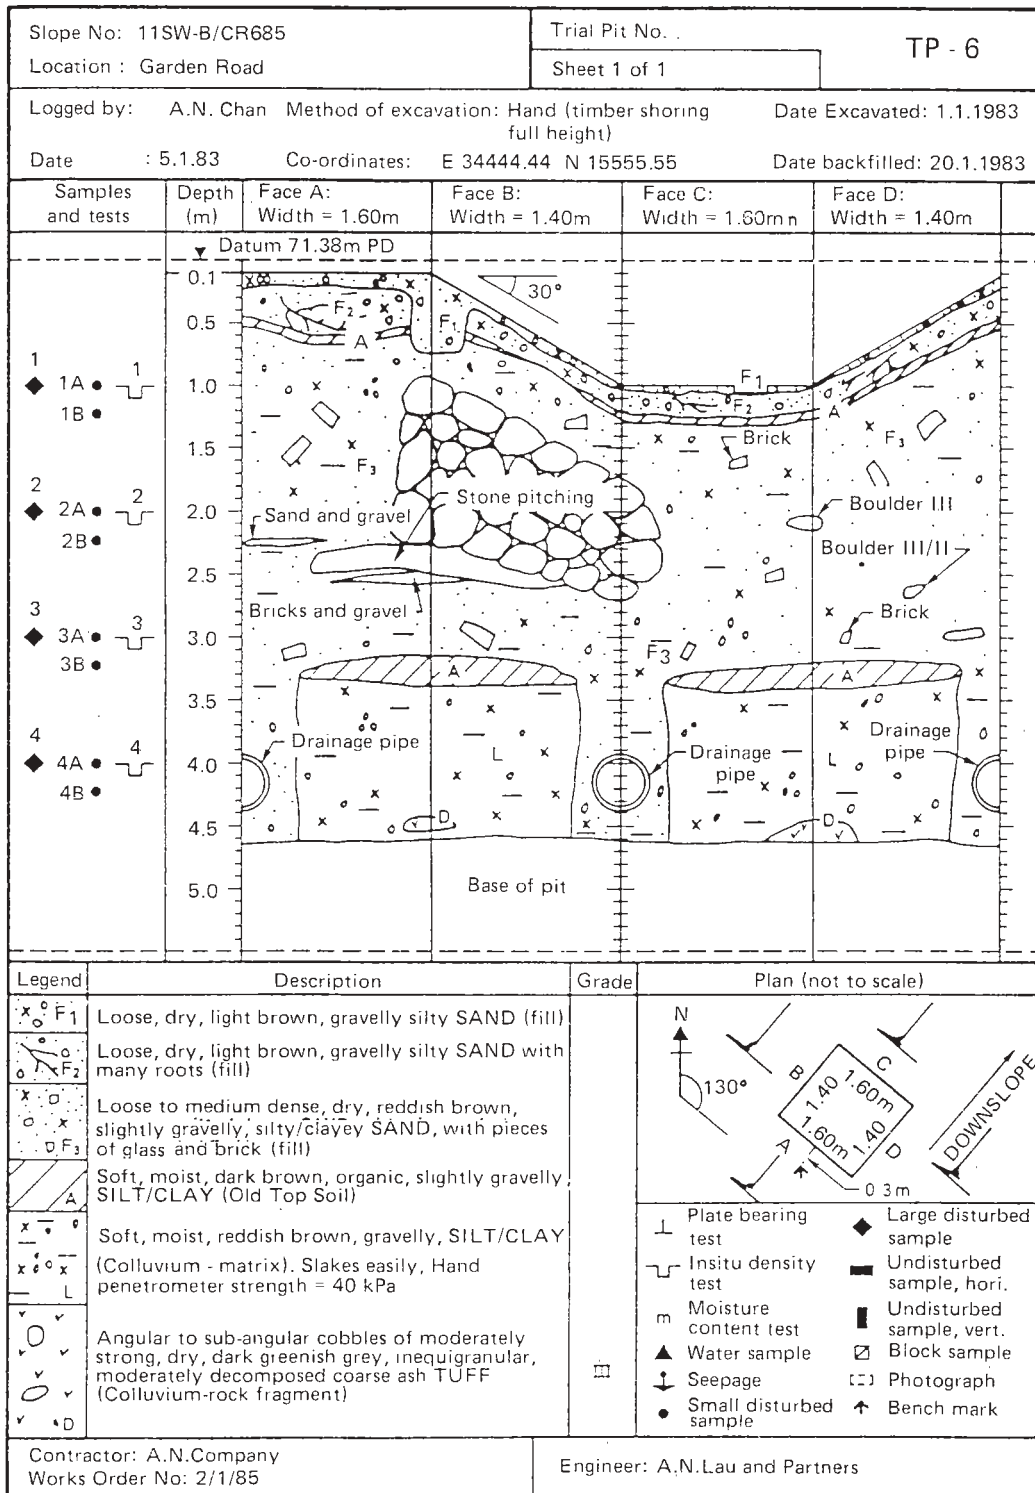 Slope No: 11SW-B/CR685
Location : Garden Road
Trial Pit No. .
Sheet 1 of 1
TP - 6
Logged by: A.N. Chan Method of excavation: Hand (timber shoring full height) Date Excavated: 1.1.1983
Date : 5.1.83 Co-ordinates: E 34444.44 N 15555.55 Date backfilled: 20.1.1983
Samples and tests
Depth (m)
Face A: Width = 1.60m
Face B: Width = 1.40m
Face C: Width = 1.60m n
Face D: Width = 1.40m
Datum 71.38m PD
0.1
0.5
1.0
1.5
2.0
2.5
3.0
3.5
4.0
4.5
5.0
1 1A 1
1B
2 2A 2
2B
3 3A 3
3B
4 4A 4
4B
30°
F2
F1
A
F1
F2
A
F3
Brick
F3
Stone pitching
Sand and gravel
Boulder III
Boulder III/II
Bricks and gravel
Brick
F3
A
A
Drainage pipe
L
Drainage pipe
L
Drainage pipe
D
D
Base of pit
Legend
Description
Grade
Plan (not to scale)
F1
Loose, dry, light brown, gravelly silty SAND (fill)
F2
Loose, dry, light brown, gravelly silty SAND with
many roots (fill)
F3
Loose to medium dense, dry, reddish brown,
slightly gravelly, silty/clayey SAND, with pieces
of glass and brick (fill)
A
Soft, moist, dark brown, organic, slightly gravelly
SILT/CLAY (Old Top Soil)
L
Soft, moist, reddish brown, gravelly, SILT/CLAY
(Colluvium - matrix). Slakes easily, Hand
penetrometer strength = 40 kPa
D
Angular to sub-angular cobbles of moderately
strong, dry, dark greenish grey, inequigranular,
moderately decomposed coarse ash TUFF
(Colluvium-rock fragment)
III
N
130°
B
C
1.40
1.60m
1.60m
1.40
A
D
0.3m
DOWNSLOPE
Plate bearing test
Insitu density test
m Moisture content test
Water sample
Seepage
Small disturbed sample
Large disturbed sample
Undisturbed sample, hori.
Undisturbed sample, vert.
Block sample
Photograph
Bench mark
Contractor: A.N.Company
Works Order No: 2/1/85
Engineer: A.N.Lau and Partners